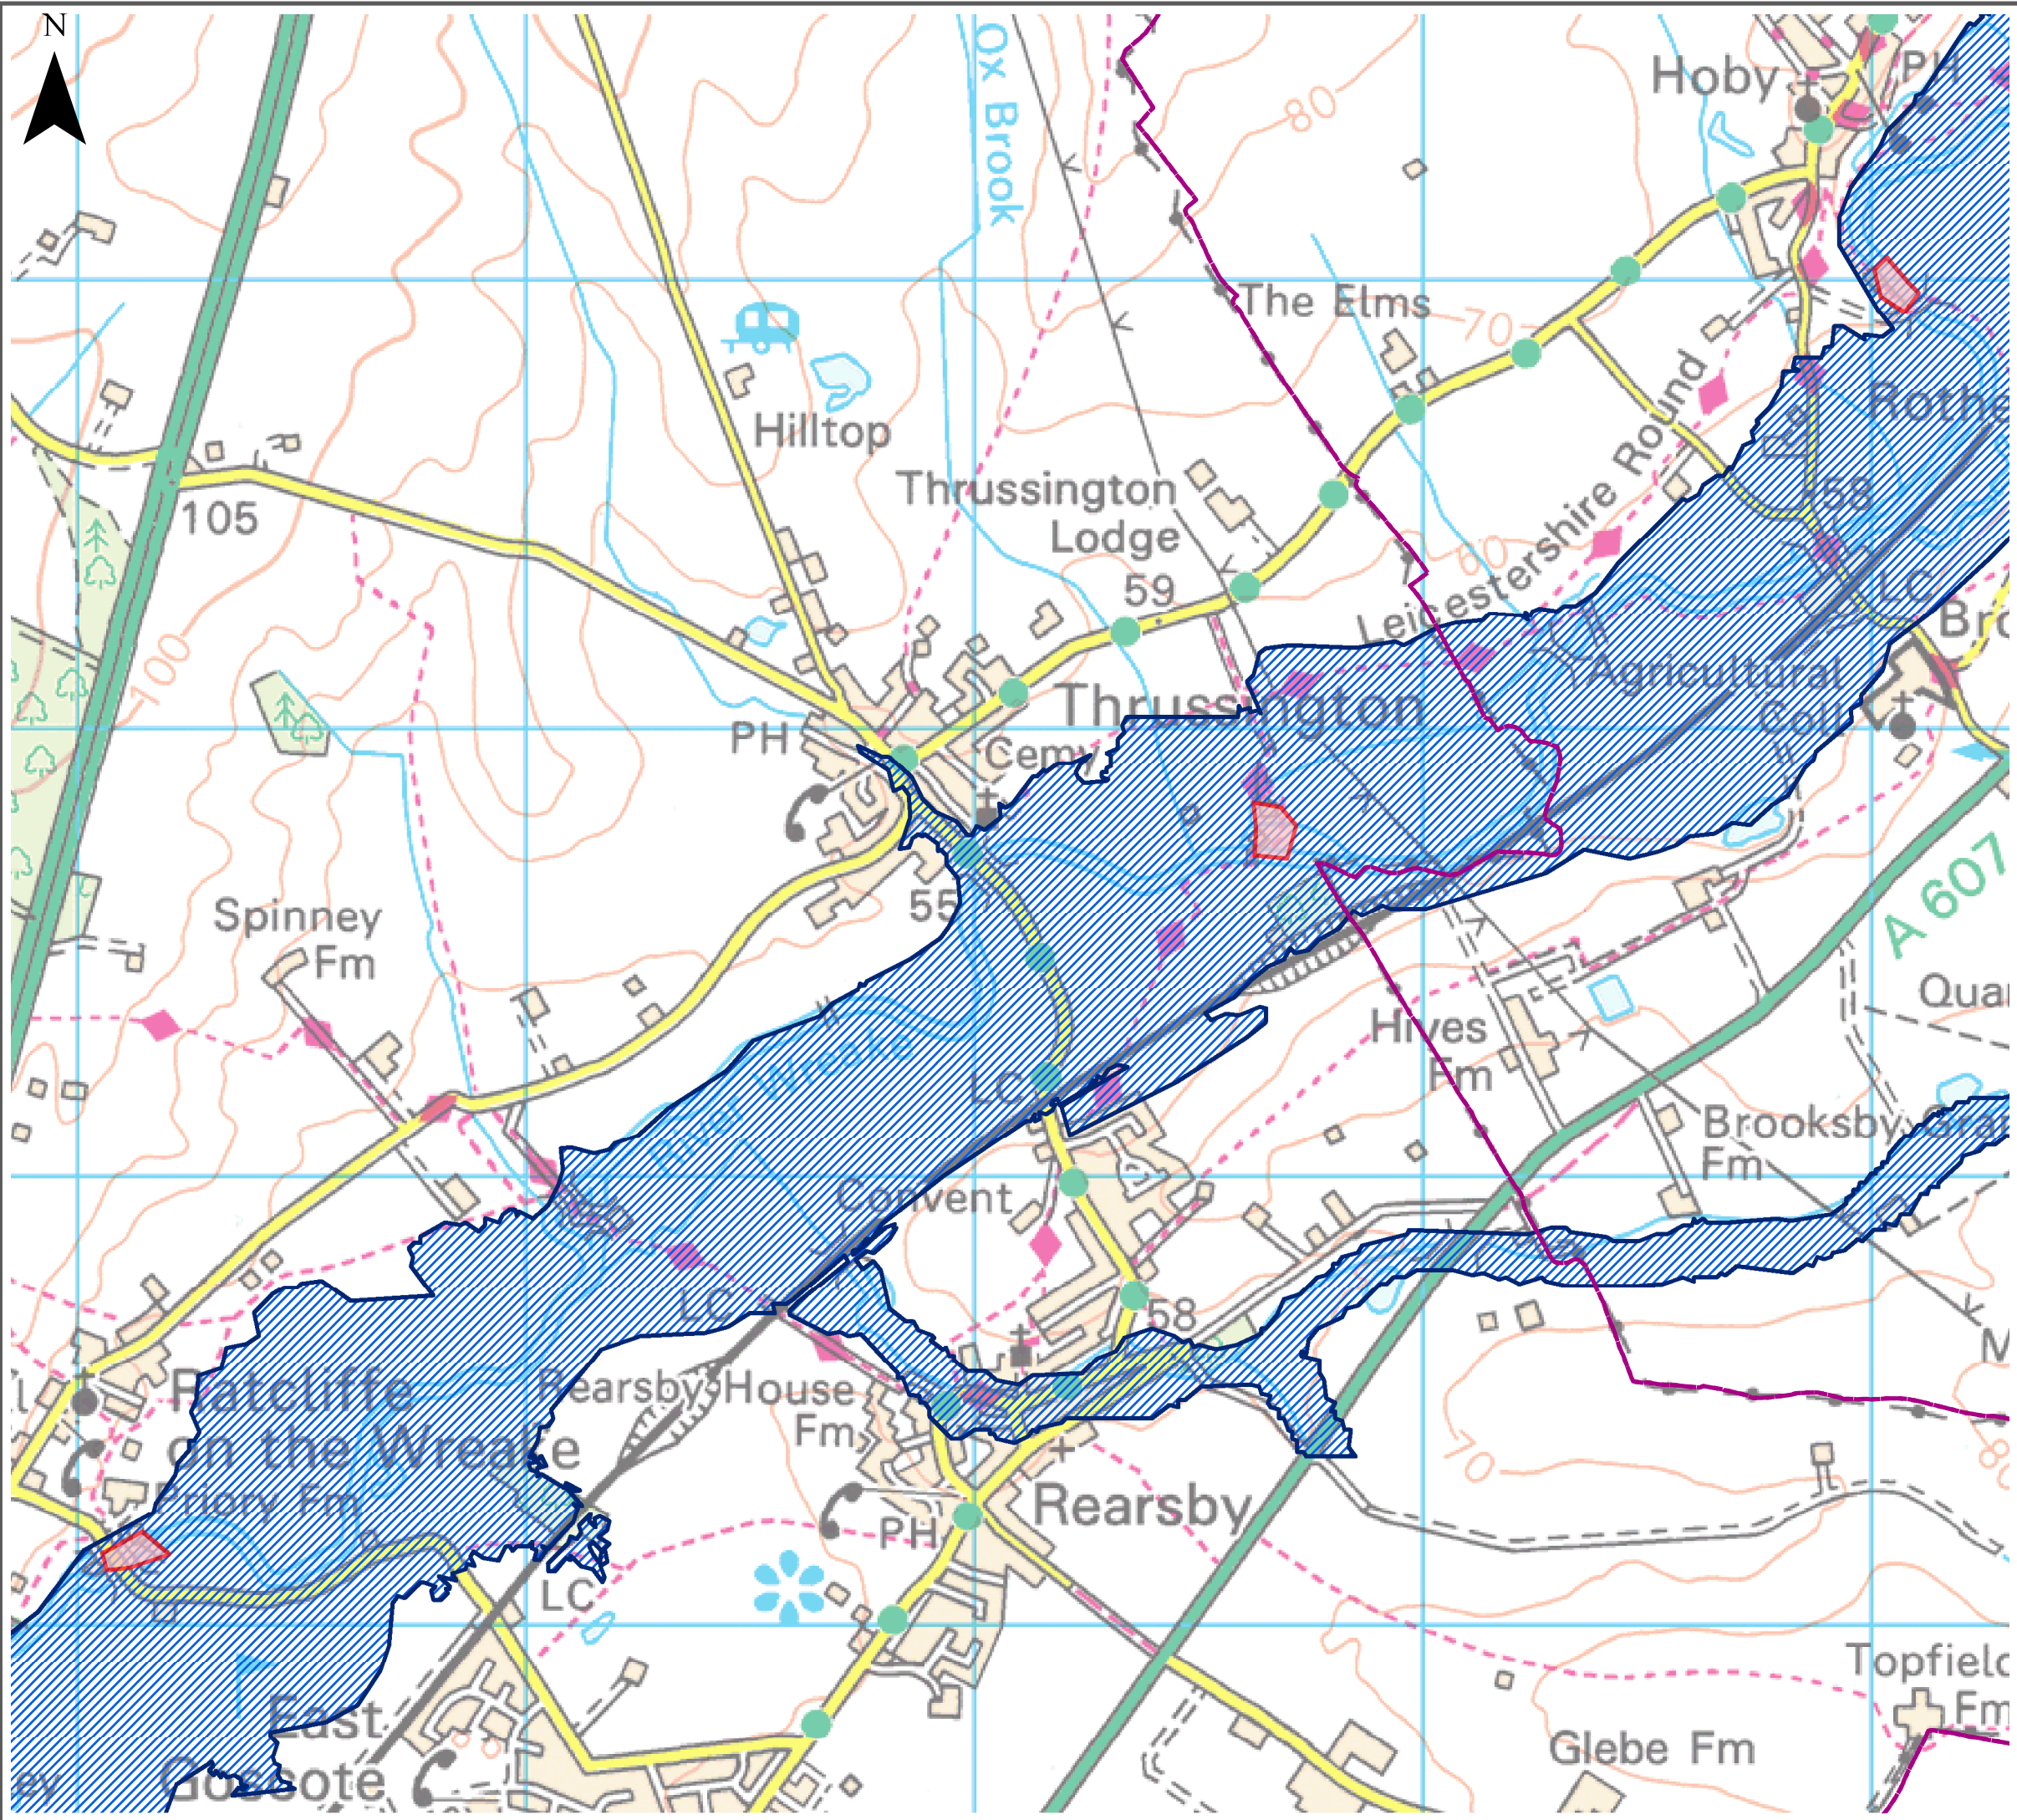 N
Ox Brook
80
Hoby
PH
The Elms
70
Hilltop
Rothe
105
Thrussington
Lodge
59
58
60
Leicestershire Round
LC
Bro
100
Agricultural
Coll
Thrussington
PH
Cemy
55
A 607
Spinney
Fm
Quar
River Wreake
Hives
Fm
LC
Brooksby Gra
Fm
Convent
58
LC
M
Ratcliffe
on the Wreake
Rearsby House
Fm
70
80
Priory Fm
Rearsby
PH
LC
Topfield
Fm
East
Goscote
Glebe Fm
ey